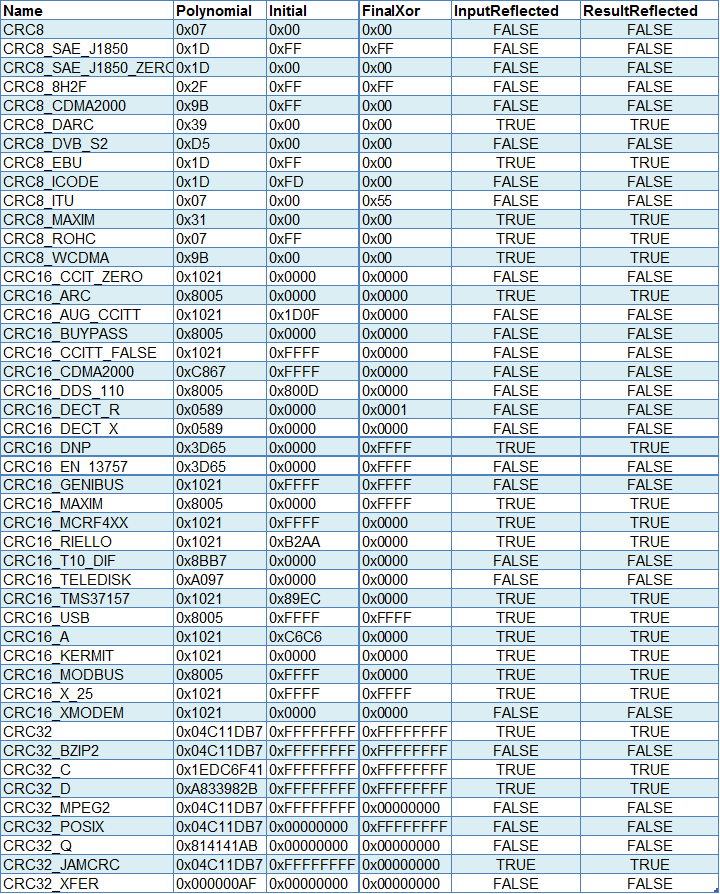 Name Polynomial Initial FinalXor InputReflected ResultReflected
CRC8 0x07 0x00 0x00 FALSE FALSE
CRC8_SAE_J1850 0x1D 0xFF 0xFF FALSE FALSE
CRC8_SAE_J1850_ZERO 0x1D 0x00 0x00 FALSE FALSE
CRC8_8H2F 0x2F 0xFF 0xFF FALSE FALSE
CRC8_CDMA2000 0x9B 0xFF 0x00 FALSE FALSE
CRC8_DARC 0x39 0x00 0x00 TRUE TRUE
CRC8_DVB_S2 0xD5 0x00 0x00 FALSE FALSE
CRC8_EBU 0x1D 0xFF 0x00 TRUE TRUE
CRC8_ICODE 0x1D 0xFD 0x00 FALSE FALSE
CRC8_ITU 0x07 0x00 0x55 FALSE FALSE
CRC8_MAXIM 0x31 0x00 0x00 TRUE TRUE
CRC8_ROHC 0x07 0xFF 0x00 TRUE TRUE
CRC8_WCDMA 0x9B 0x00 0x00 TRUE TRUE
CRC16_CCIT_ZERO 0x1021 0x0000 0x0000 FALSE FALSE
CRC16_ARC 0x8005 0x0000 0x0000 TRUE TRUE
CRC16_AUG_CCITT 0x1021 0x1D0F 0x0000 FALSE FALSE
CRC16_BUYPASS 0x8005 0x0000 0x0000 FALSE FALSE
CRC16_CCITT_FALSE 0x1021 0xFFFF 0x0000 FALSE FALSE
CRC16_CDMA2000 0xC867 0xFFFF 0x0000 FALSE FALSE
CRC16_DDS_110 0x8005 0x800D 0x0000 FALSE FALSE
CRC16_DECT_R 0x0589 0x0000 0x0001 FALSE FALSE
CRC16_DECT_X 0x0589 0x0000 0x0000 FALSE FALSE
CRC16_DNP 0x3D65 0x0000 0xFFFF TRUE TRUE
CRC16_EN_13757 0x3D65 0x0000 0xFFFF FALSE FALSE
CRC16_GENIBUS 0x1021 0xFFFF 0xFFFF FALSE FALSE
CRC16_MAXIM 0x8005 0x0000 0xFFFF TRUE TRUE
CRC16_MCRF4XX 0x1021 0xFFFF 0x0000 TRUE TRUE
CRC16_RIELLO 0x1021 0xB2AA 0x0000 TRUE TRUE
CRC16_T10_DIF 0x8BB7 0x0000 0x0000 FALSE FALSE
CRC16_TELEDISK 0xA097 0x0000 0x0000 FALSE FALSE
CRC16_TMS37157 0x1021 0x89EC 0x0000 TRUE TRUE
CRC16_USB 0x8005 0xFFFF 0xFFFF TRUE TRUE
CRC16_A 0x1021 0xC6C6 0x0000 TRUE TRUE
CRC16_KERMIT 0x1021 0x0000 0x0000 TRUE TRUE
CRC16_MODBUS 0x8005 0xFFFF 0x0000 TRUE TRUE
CRC16_X_25 0x1021 0xFFFF 0xFFFF TRUE TRUE
CRC16_XMODEM 0x1021 0x0000 0x0000 FALSE FALSE
CRC32 0x04C11DB7 0xFFFFFFFF 0xFFFFFFFF TRUE TRUE
CRC32_BZIP2 0x04C11DB7 0xFFFFFFFF 0xFFFFFFFF FALSE FALSE
CRC32_C 0x1EDC6F41 0xFFFFFFFF 0xFFFFFFFF TRUE TRUE
CRC32_D 0xA833982B 0xFFFFFFFF 0xFFFFFFFF TRUE TRUE
CRC32_MPEG2 0x04C11DB7 0xFFFFFFFF 0x00000000 FALSE FALSE
CRC32_POSIX 0x04C11DB7 0x00000000 0xFFFFFFFF FALSE FALSE
CRC32_Q 0x814141AB 0x00000000 0x00000000 FALSE FALSE
CRC32_JAMCRC 0x04C11DB7 0xFFFFFFFF 0x00000000 TRUE TRUE
CRC32_XFER 0x000000AF 0x00000000 0x00000000 FALSE FALSE